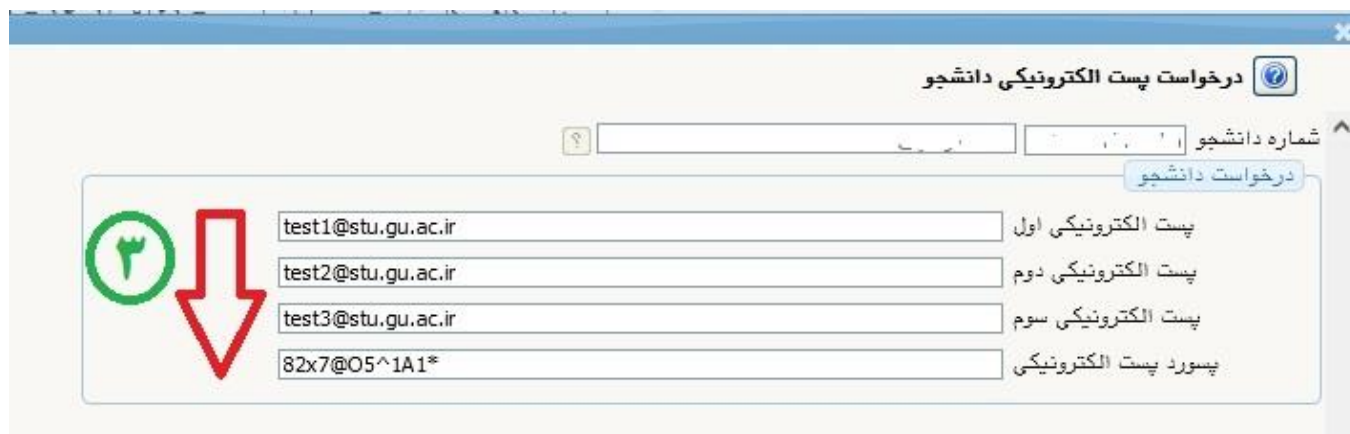 درخواست پست الکترونیکی دانشجو
شماره دانشجو ?
درخواست دانشجو
پست الکترونیکی اول test1@stu.gu.ac.ir
پست الکترونیکی دوم test2@stu.gu.ac.ir
پست الکترونیکی سوم test3@stu.gu.ac.ir
پسورد پست الکترونیکی 82x7@O5^1A1*
۳